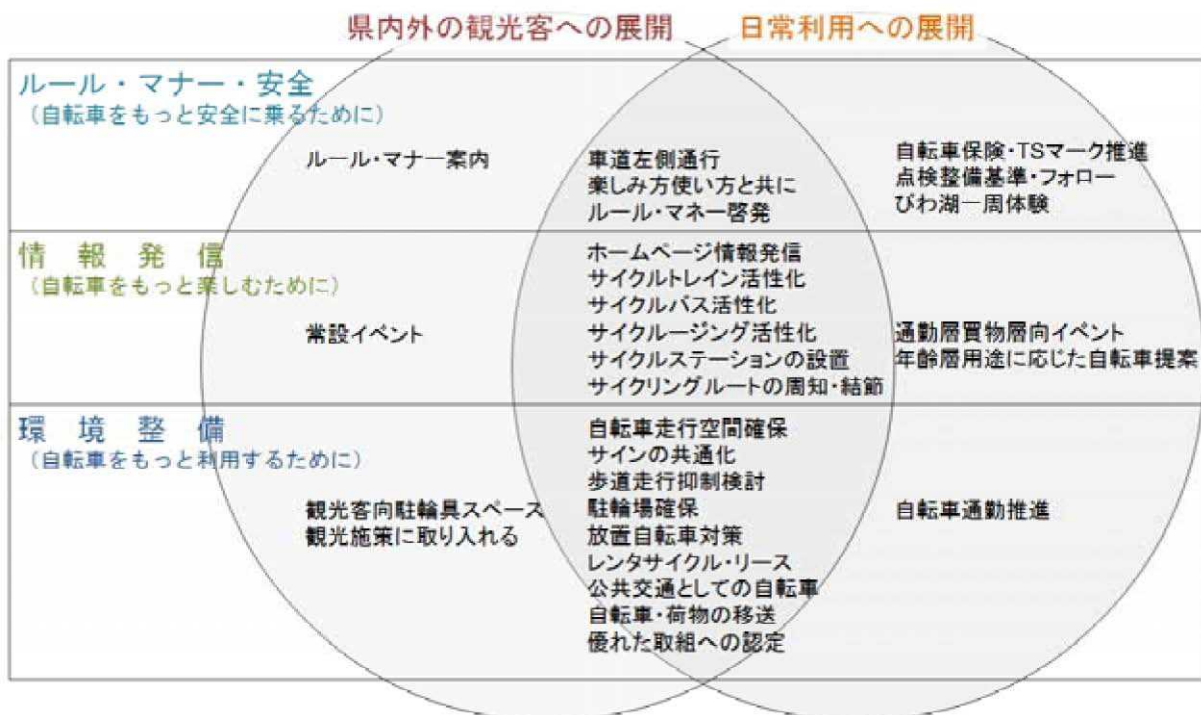 県内外の観光客への展開
日常利用への展開
ルール・マナー・安全
(自転車をもっと安全に乗るために)
ルール・マナー案内
車道左側通行
楽しみ方使い方と共に
ルール・マネー啓発
自転車保険・TSマーク推進
点検整備基準・フォロー
びわ湖一周体験
情 報 発 信
(自転車をもっと楽しむために)
常設イベント
ホームページ情報発信
サイクルトレイン活性化
サイクルバス活性化
サイクルージング活性化
サイクルステーションの設置
サイクリングルートの周知・結節
通勤層買物層向イベント
年齢層用途に応じた自転車提案
環 境 整 備
(自転車をもっと利用するために)
観光客向駐輪具スペース
観光施策に取り入れる
自転車走行空間確保
サインの共通化
歩道走行抑制検討
駐輪場確保
放置自転車対策
レンタサイクル・リース
公共交通としての自転車
自転車・荷物の移送
優れた取組への認定
自転車通勤推進